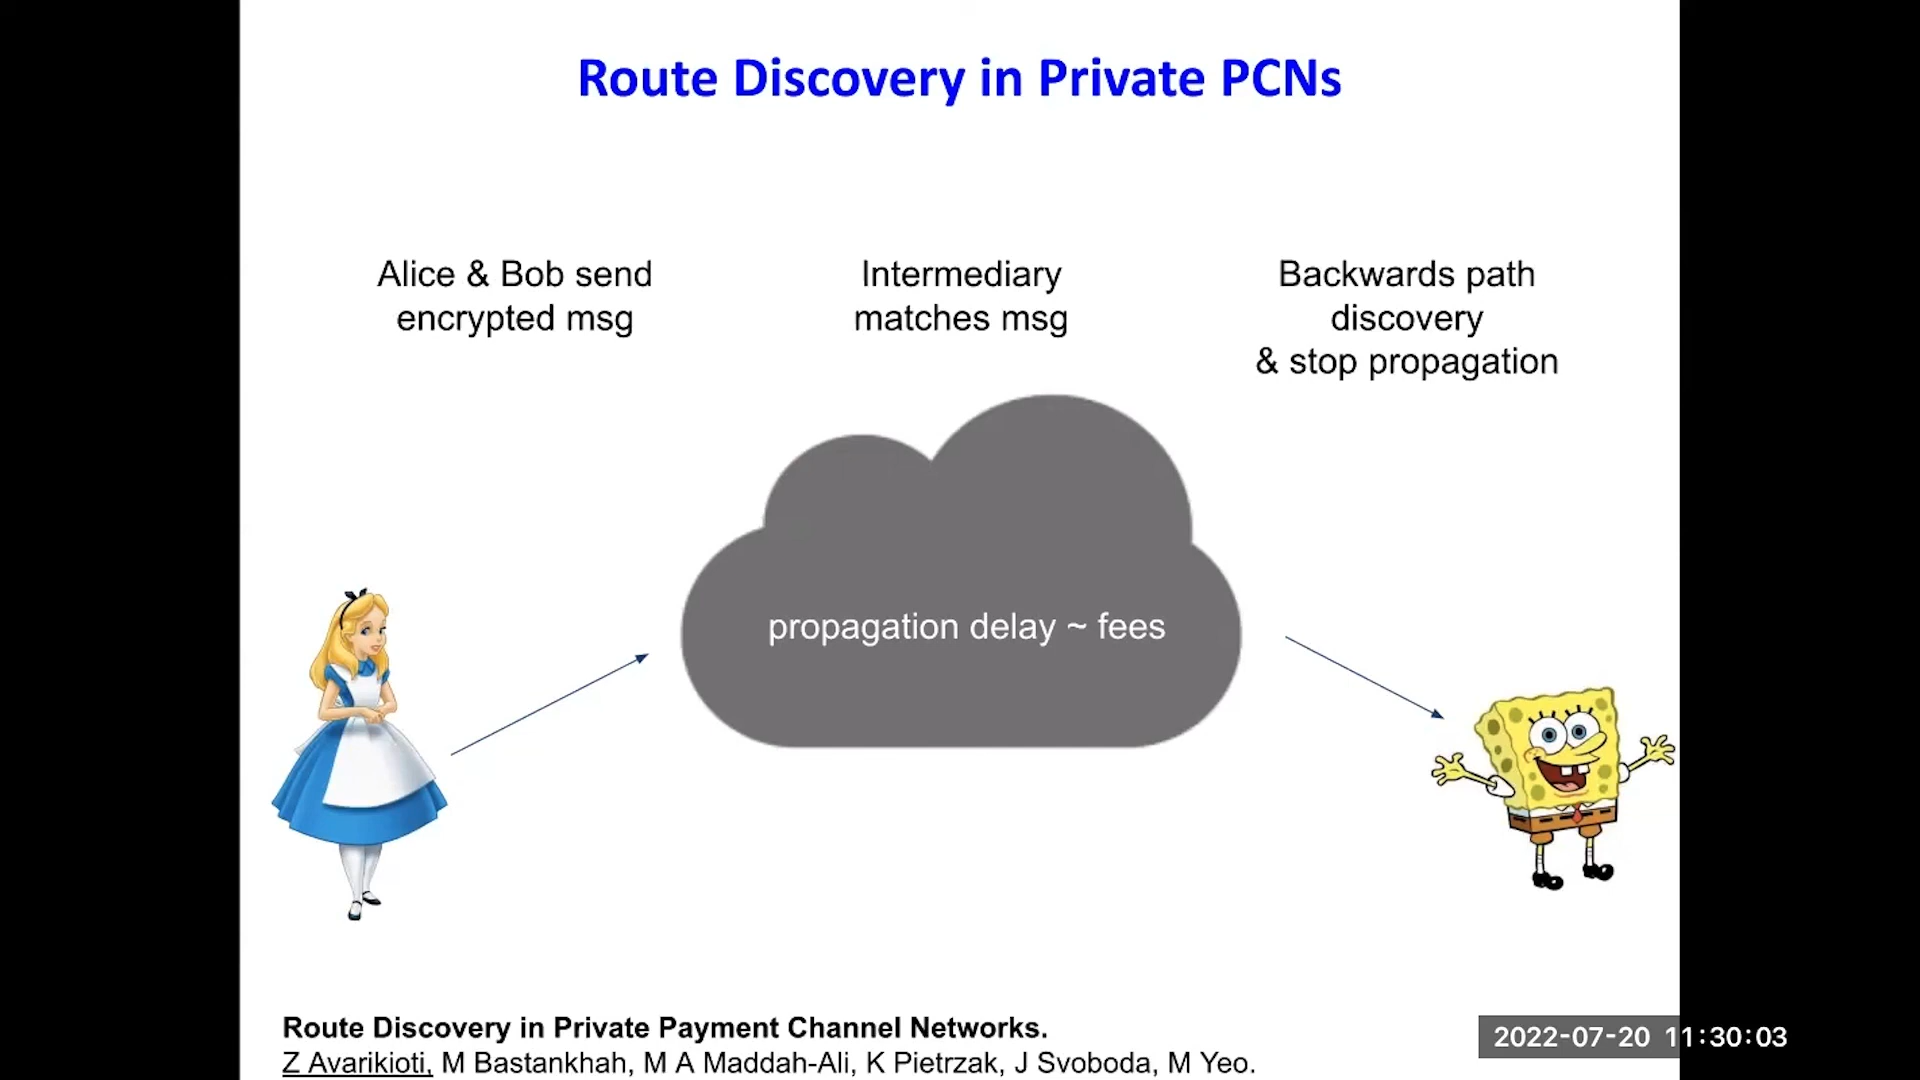 Route Discovery in Private PCNs
Alice & Bob send
encrypted msg
Intermediary
matches msg
Backwards path
discovery
& stop propagation
propagation delay ~ fees
Route Discovery in Private Payment Channel Networks.
Z Avarikioti, M Bastankhah, M A Maddah-Ali, K Pietrzak, J Svoboda, M Yeo.
2022-07-20 11:30:03